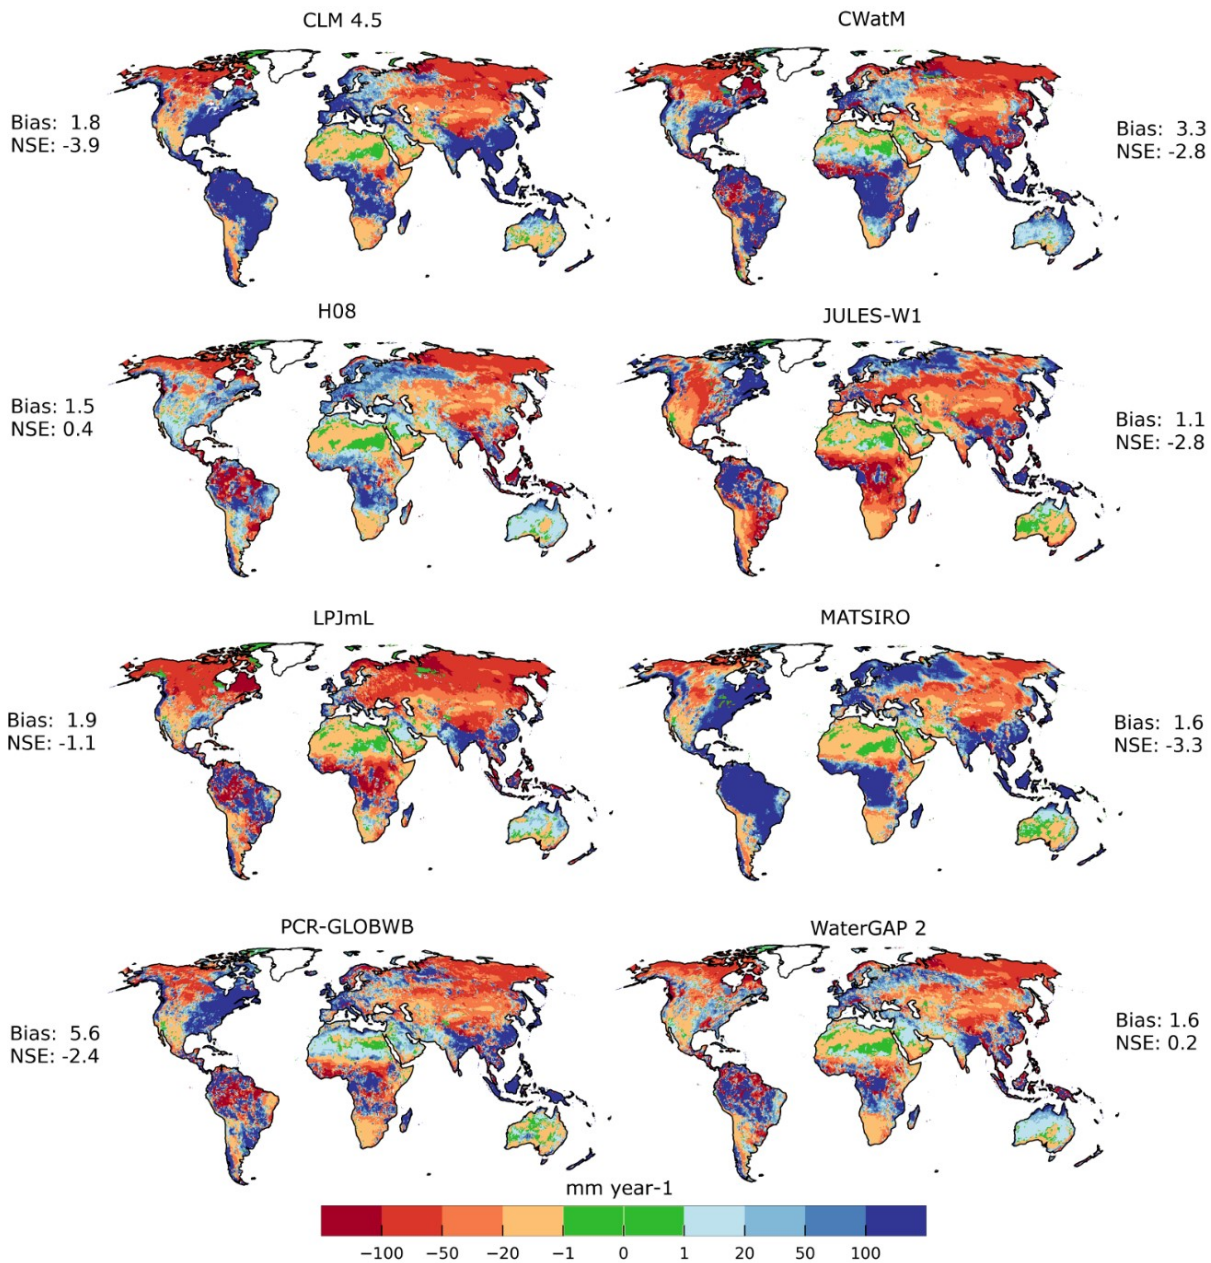 CLM 4.5
CWatM
Bias: 1.8
NSE: -3.9
Bias: 3.3
NSE: -2.8
H08
JULES-W1
Bias: 1.5
NSE: 0.4
Bias: 1.1
NSE: -2.8
LPJmL
MATSIRO
Bias: 1.9
NSE: -1.1
Bias: 1.6
NSE: -3.3
PCR-GLOBWB
WaterGAP 2
Bias: 5.6
NSE: -2.4
Bias: 1.6
NSE: 0.2
mm year-1
−100 −50 −20 −1 0 1 20 50 100